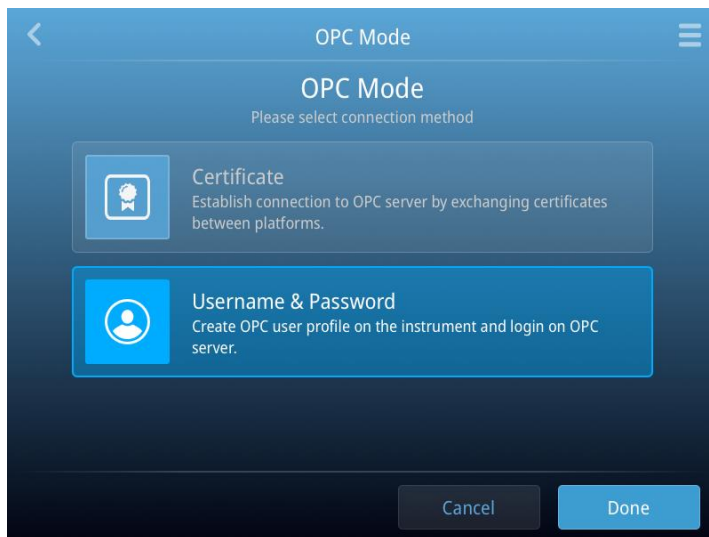 OPC Mode
OPC Mode
Please select connection method
Certificate
Establish connection to OPC server by exchanging certificates
between platforms.
Username & Password
Create OPC user profile on the instrument and login on OPC
server.
Cancel
Done